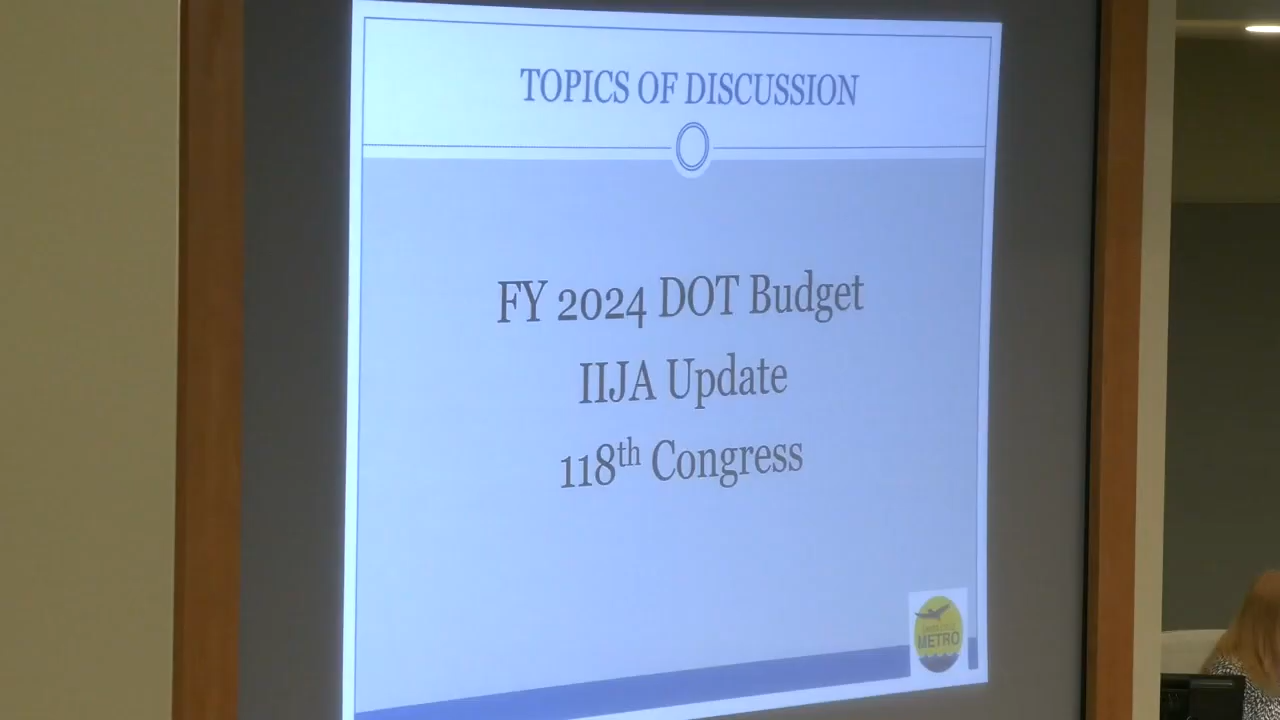 TOPICS OF DISCUSSION
FY 2024 DOT Budget
IIJA Update
118th Congress
METRO